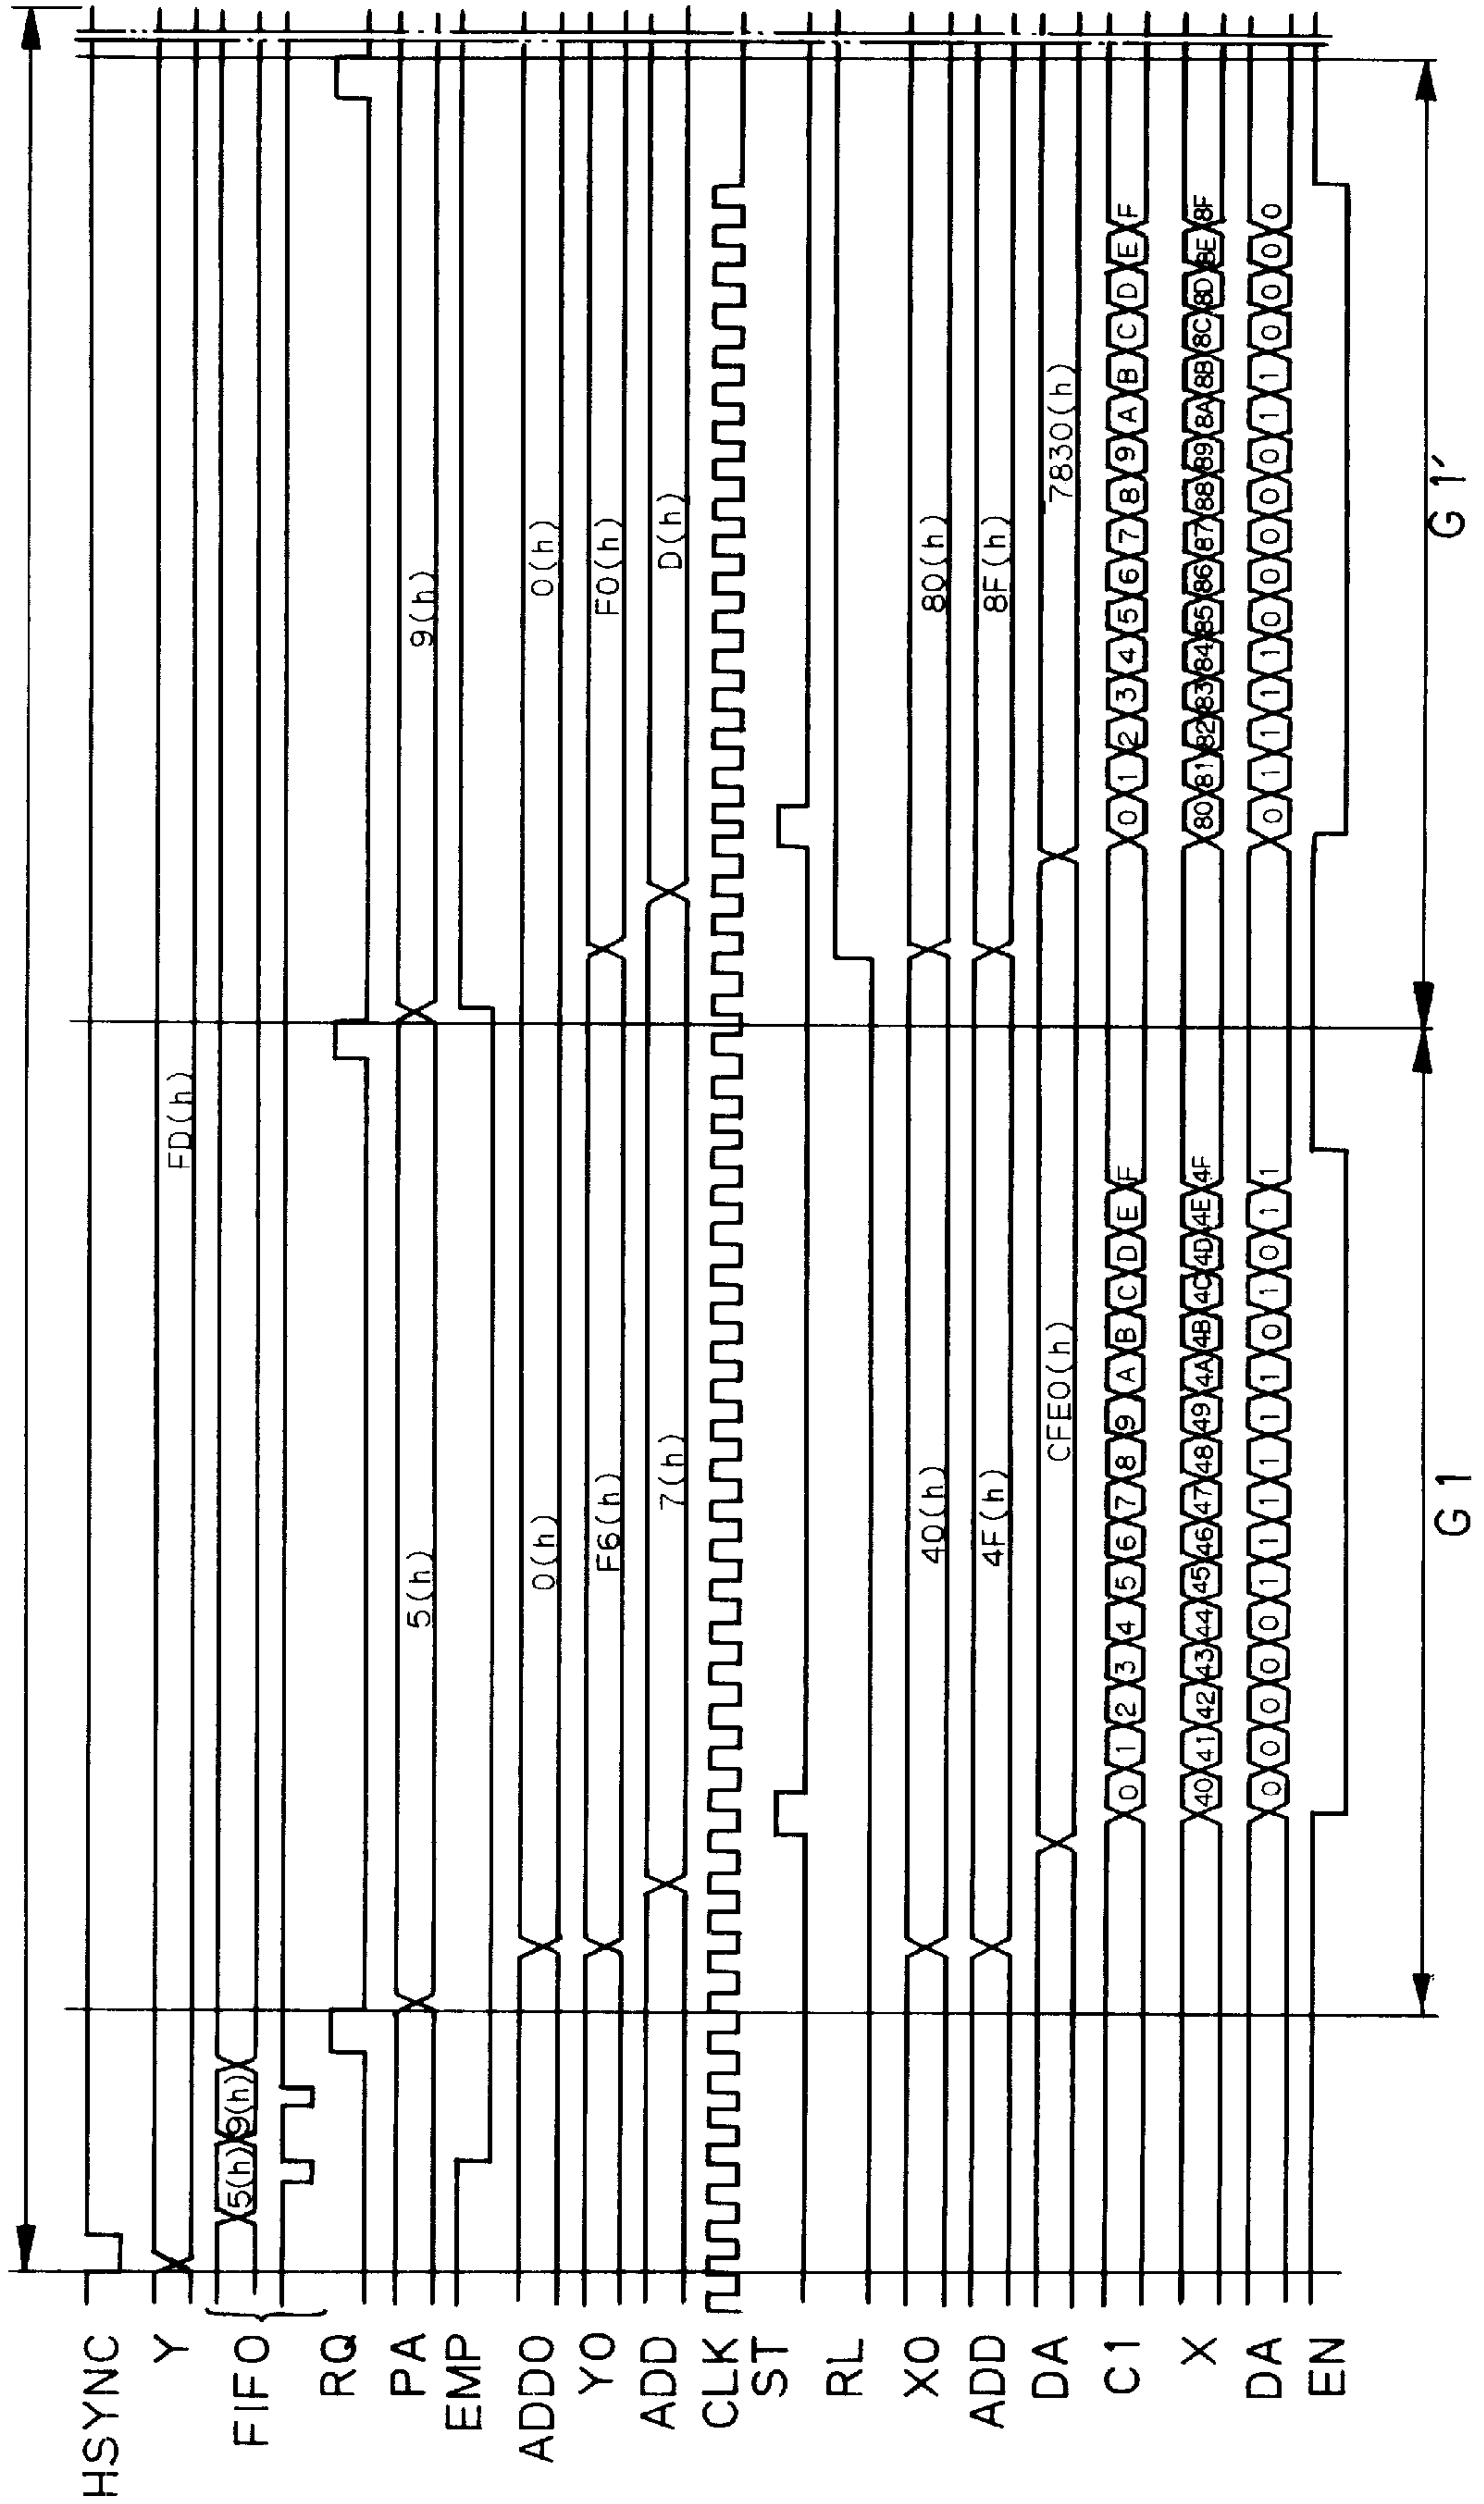 HSYNC
Y FD(h)
FIFO 5(h) 9(h)
RQ
PA 5(h) 9(h)
EMP
ADDO 0(h) 0(h)
YO F6(h) F0(h)
ADD 7(h) D(h)
CLK
ST
RL
XO 40(h) 80(h)
ADD 4F(h) 8F(h)
DA CFE0(h) 7830(h)
C1 0 1 2 3 4 5 6 7 8 9 A B C D E F 0 1 2 3 4 5 6 7 8 9 A B C D E F
X 40 41 42 43 44 45 46 47 48 49 4A 4B 4C 4D 4E 4F 80 81 82 83 84 85 86 87 88 89 8A 8B 8C 8D 8E 8F
DA 0 0 0 0 0 1 1 1 1 1 1 0 1 0 1 1 0 1 1 1 1 0 0 0 0 0 1 1 0 0 0 0
EN
G1 G1′